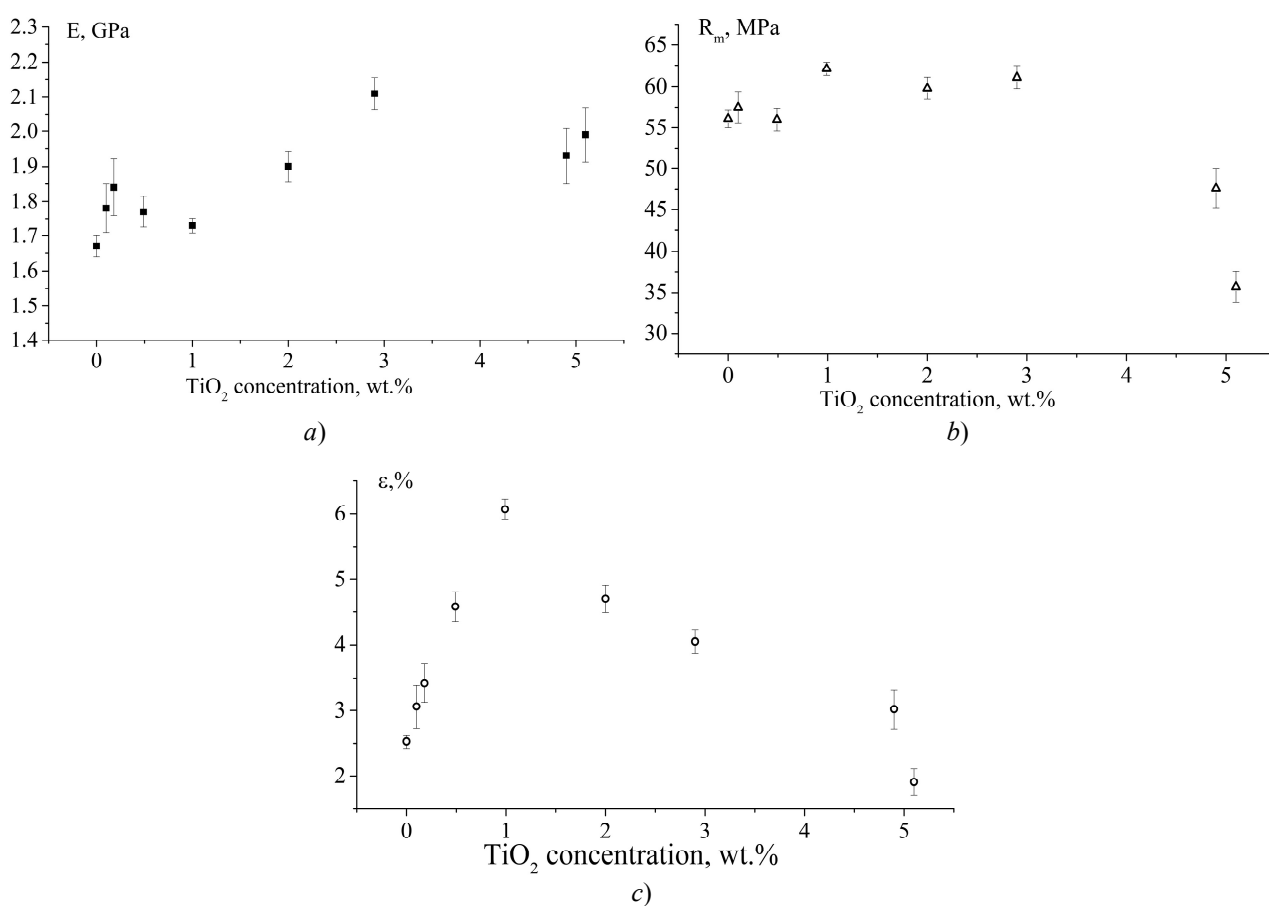 E, GPa
2.3
2.2
2.1
2.0
1.9
1.8
1.7
1.6
1.5
1.4
0 1 2 3 4 5
TiO2 concentration, wt.%
a)
Rm, MPa
65
60
55
50
45
40
35
30
0 1 2 3 4 5
TiO2 concentration, wt.%
b)
ε,%
6
5
4
3
2
0 1 2 3 4 5
TiO2 concentration, wt.%
c)